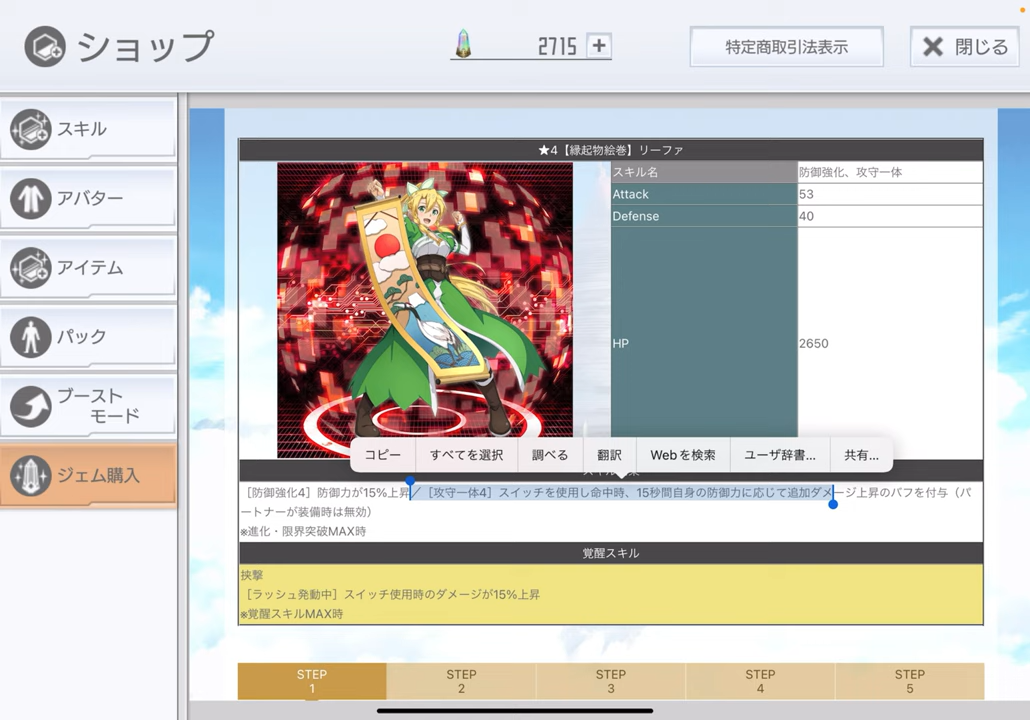 ショップ
2715
特定商取引法表示
閉じる
スキル
アバター
アイテム
パック
ブースト
モード
ジェム購入
★4【縁起物絵巻】リーファ
スキル名
防御強化、攻守一体
Attack
53
Defense
40
HP
2650
コピー
すべてを選択
調べる
翻訳
Webを検索
ユーザ辞書...
共有...
［防御強化4］防御力が15%上昇／［攻守一体4］スイッチを使用し命中時、15秒間自身の防御力に応じて追加ダメージ上昇のバフを付与（パ
ートナーが装備時は無効）
※進化・限界突破MAX時
覚醒スキル
挟撃
［ラッシュ発動中］スイッチ使用時のダメージが15%上昇
※覚醒スキルMAX時
STEP
1
STEP
2
STEP
3
STEP
4
STEP
5